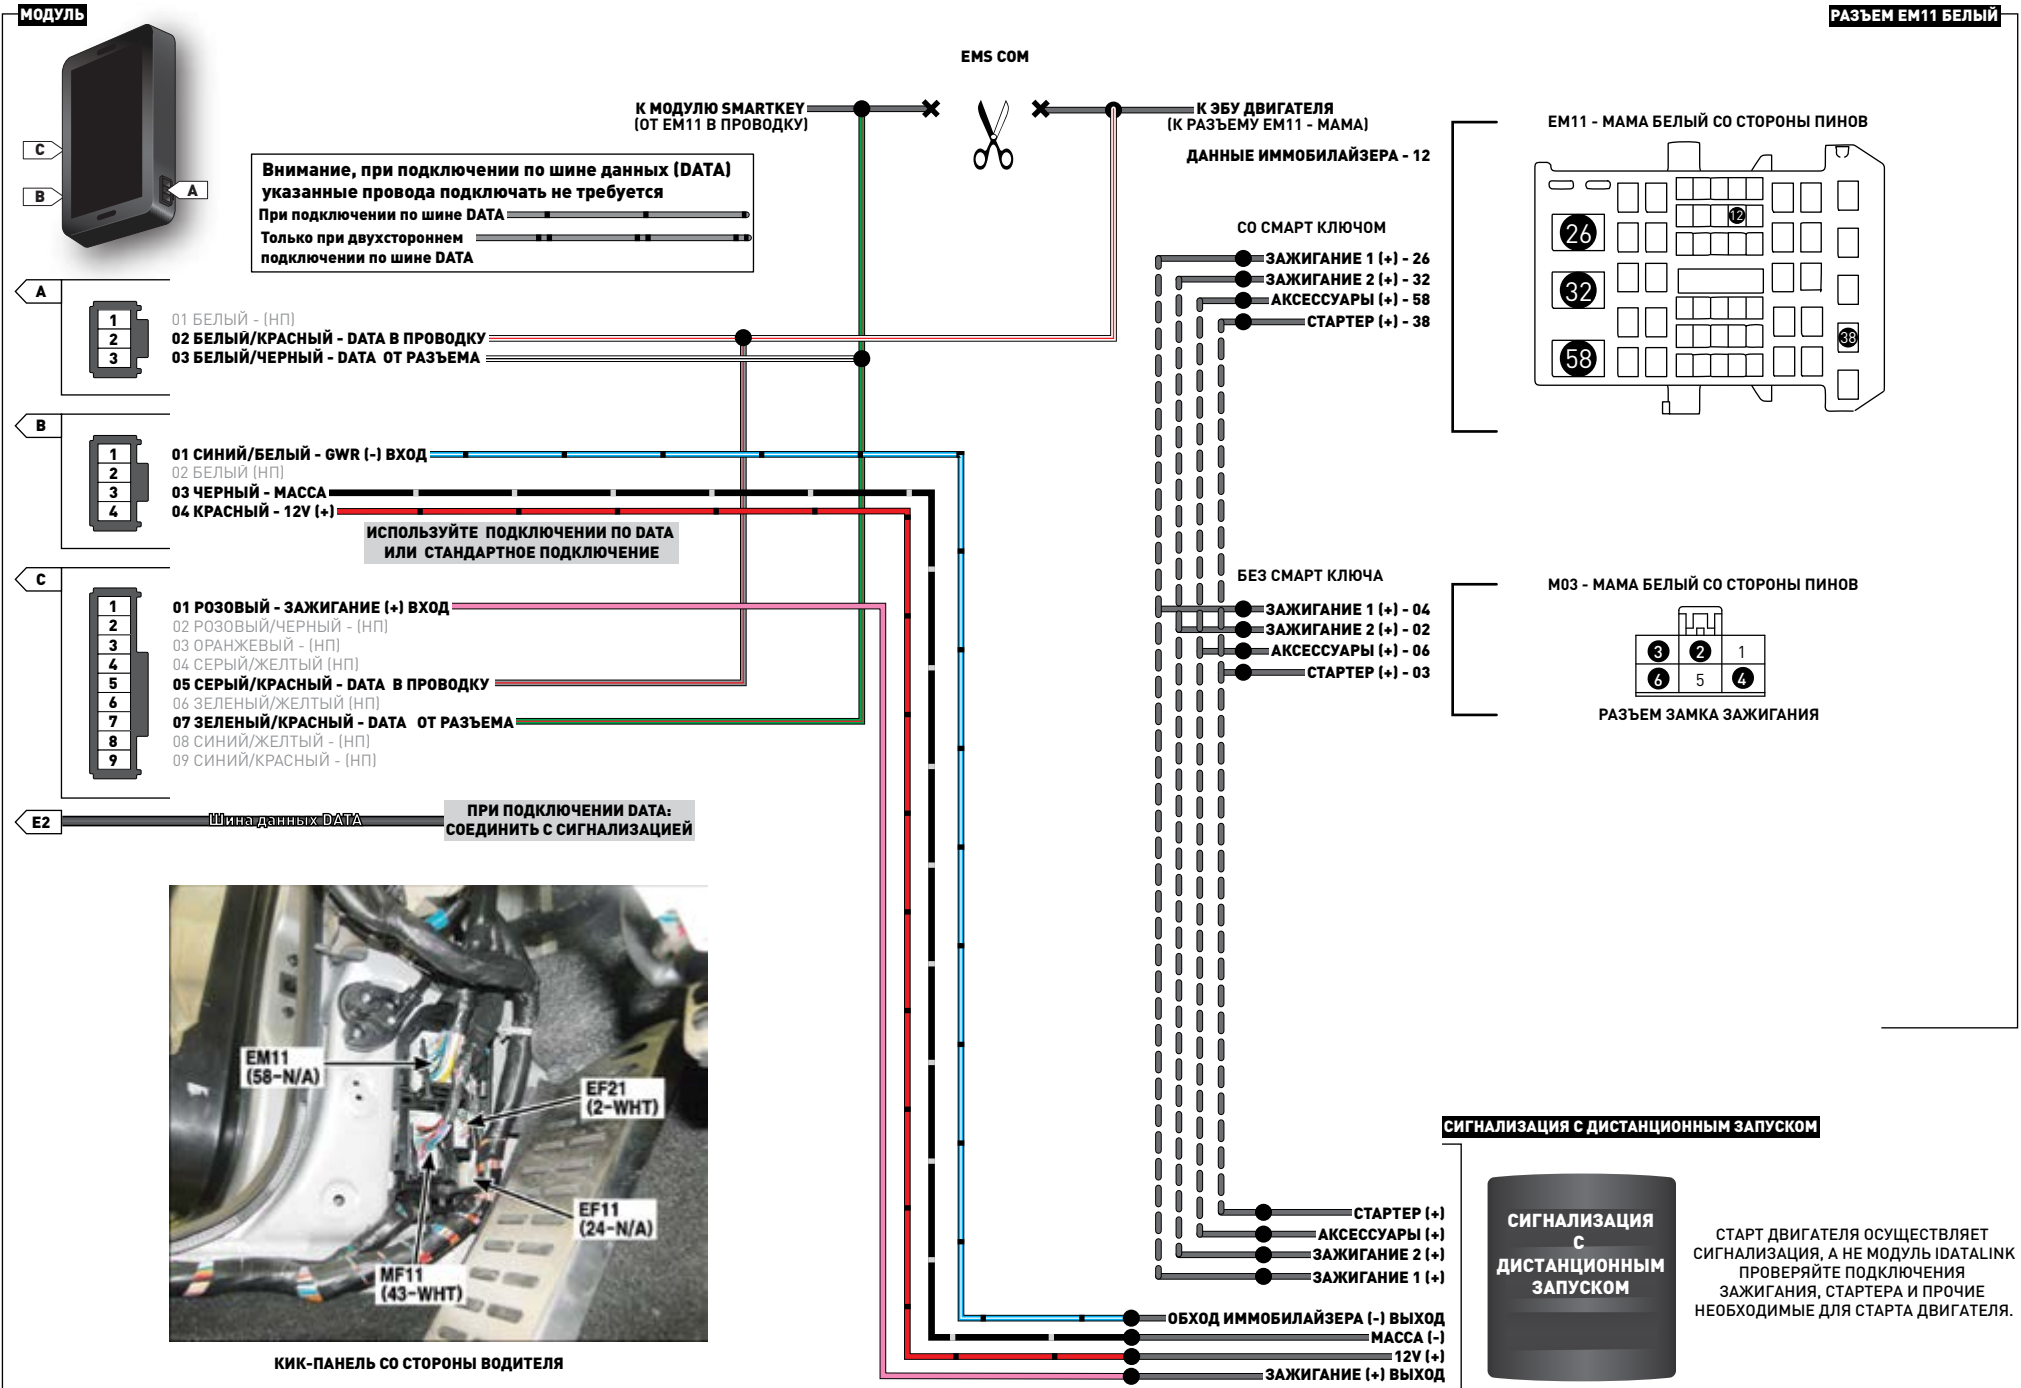 МОДУЛЬ
РАЗЪЕМ EM11 БЕЛЫЙ
EMS COM
К МОДУЛЮ SMARTKEY
(ОТ EM11 В ПРОВОДКУ)
К ЭБУ ДВИГАТЕЛЯ
(К РАЗЪЕМУ EM11 - МАМА)
ДАННЫЕ ИММОБИЛАЙЗЕРА - 12
EM11 - МАМА БЕЛЫЙ СО СТОРОНЫ ПИНОВ
12
26
32
38
58
C
B
A
Внимание, при подключении по шине данных (DATA)
указанные провода подключать не требуется
При подключении по шине DATA
Только при двухстороннем
подключении по шине DATA
СО СМАРТ КЛЮЧОМ
ЗАЖИГАНИЕ 1 (+) - 26
ЗАЖИГАНИЕ 2 (+) - 32
АКСЕССУАРЫ (+) - 58
СТАРТЕР (+) - 38
A
1
2
3
01 БЕЛЫЙ - (НП)
02 БЕЛЫЙ/КРАСНЫЙ - DATA В ПРОВОДКУ
03 БЕЛЫЙ/ЧЕРНЫЙ - DATA ОТ РАЗЪЕМА
B
1
2
3
4
01 СИНИЙ/БЕЛЫЙ - GWR (-) ВХОД
02 БЕЛЫЙ (НП)
03 ЧЕРНЫЙ - МАССА
04 КРАСНЫЙ - 12V (+)
ИСПОЛЬЗУЙТЕ ПОДКЛЮЧЕНИИ ПО DATA
ИЛИ СТАНДАРТНОЕ ПОДКЛЮЧЕНИЕ
C
1
2
3
4
5
6
7
8
9
01 РОЗОВЫЙ - ЗАЖИГАНИЕ (+) ВХОД
02 РОЗОВЫЙ/ЧЕРНЫЙ - (НП)
03 ОРАНЖЕВЫЙ - (НП)
04 СЕРЫЙ/ЖЕЛТЫЙ (НП)
05 СЕРЫЙ/КРАСНЫЙ - DATA В ПРОВОДКУ
06 ЗЕЛЕНЫЙ/ЖЕЛТЫЙ (НП)
07 ЗЕЛЕНЫЙ/КРАСНЫЙ - DATA ОТ РАЗЪЕМА
08 СИНИЙ/ЖЕЛТЫЙ - (НП)
09 СИНИЙ/КРАСНЫЙ - (НП)
БЕЗ СМАРТ КЛЮЧА
ЗАЖИГАНИЕ 1 (+) - 04
ЗАЖИГАНИЕ 2 (+) - 02
АКСЕССУАРЫ (+) - 06
СТАРТЕР (+) - 03
M03 - МАМА БЕЛЫЙ СО СТОРОНЫ ПИНОВ
3 2 1
6 5 4
РАЗЪЕМ ЗАМКА ЗАЖИГАНИЯ
E2
Шина данных DATA
ПРИ ПОДКЛЮЧЕНИИ DATA:
СОЕДИНИТЬ С СИГНАЛИЗАЦИЕЙ
EM11
(58-N/A)
EF21
(2-WHT)
EF11
(24-N/A)
MF11
(43-WHT)
КИК-ПАНЕЛЬ СО СТОРОНЫ ВОДИТЕЛЯ
СИГНАЛИЗАЦИЯ С ДИСТАНЦИОННЫМ ЗАПУСКОМ
СТАРТЕР (+)
АКСЕССУАРЫ (+)
ЗАЖИГАНИЕ 2 (+)
ЗАЖИГАНИЕ 1 (+)
ОБХОД ИММОБИЛАЙЗЕРА (-) ВЫХОД
МАССА (-)
12V (+)
ЗАЖИГАНИЕ (+) ВЫХОД
СИГНАЛИЗАЦИЯ
С
ДИСТАНЦИОННЫМ
ЗАПУСКОМ
СТАРТ ДВИГАТЕЛЯ ОСУЩЕСТВЛЯЕТ
СИГНАЛИЗАЦИЯ, А НЕ МОДУЛЬ IDATALINK
ПРОВЕРЯЙТЕ ПОДКЛЮЧЕНИЯ
ЗАЖИГАНИЯ, СТАРТЕРА И ПРОЧИЕ
НЕОБХОДИМЫЕ ДЛЯ СТАРТА ДВИГАТЕЛЯ.